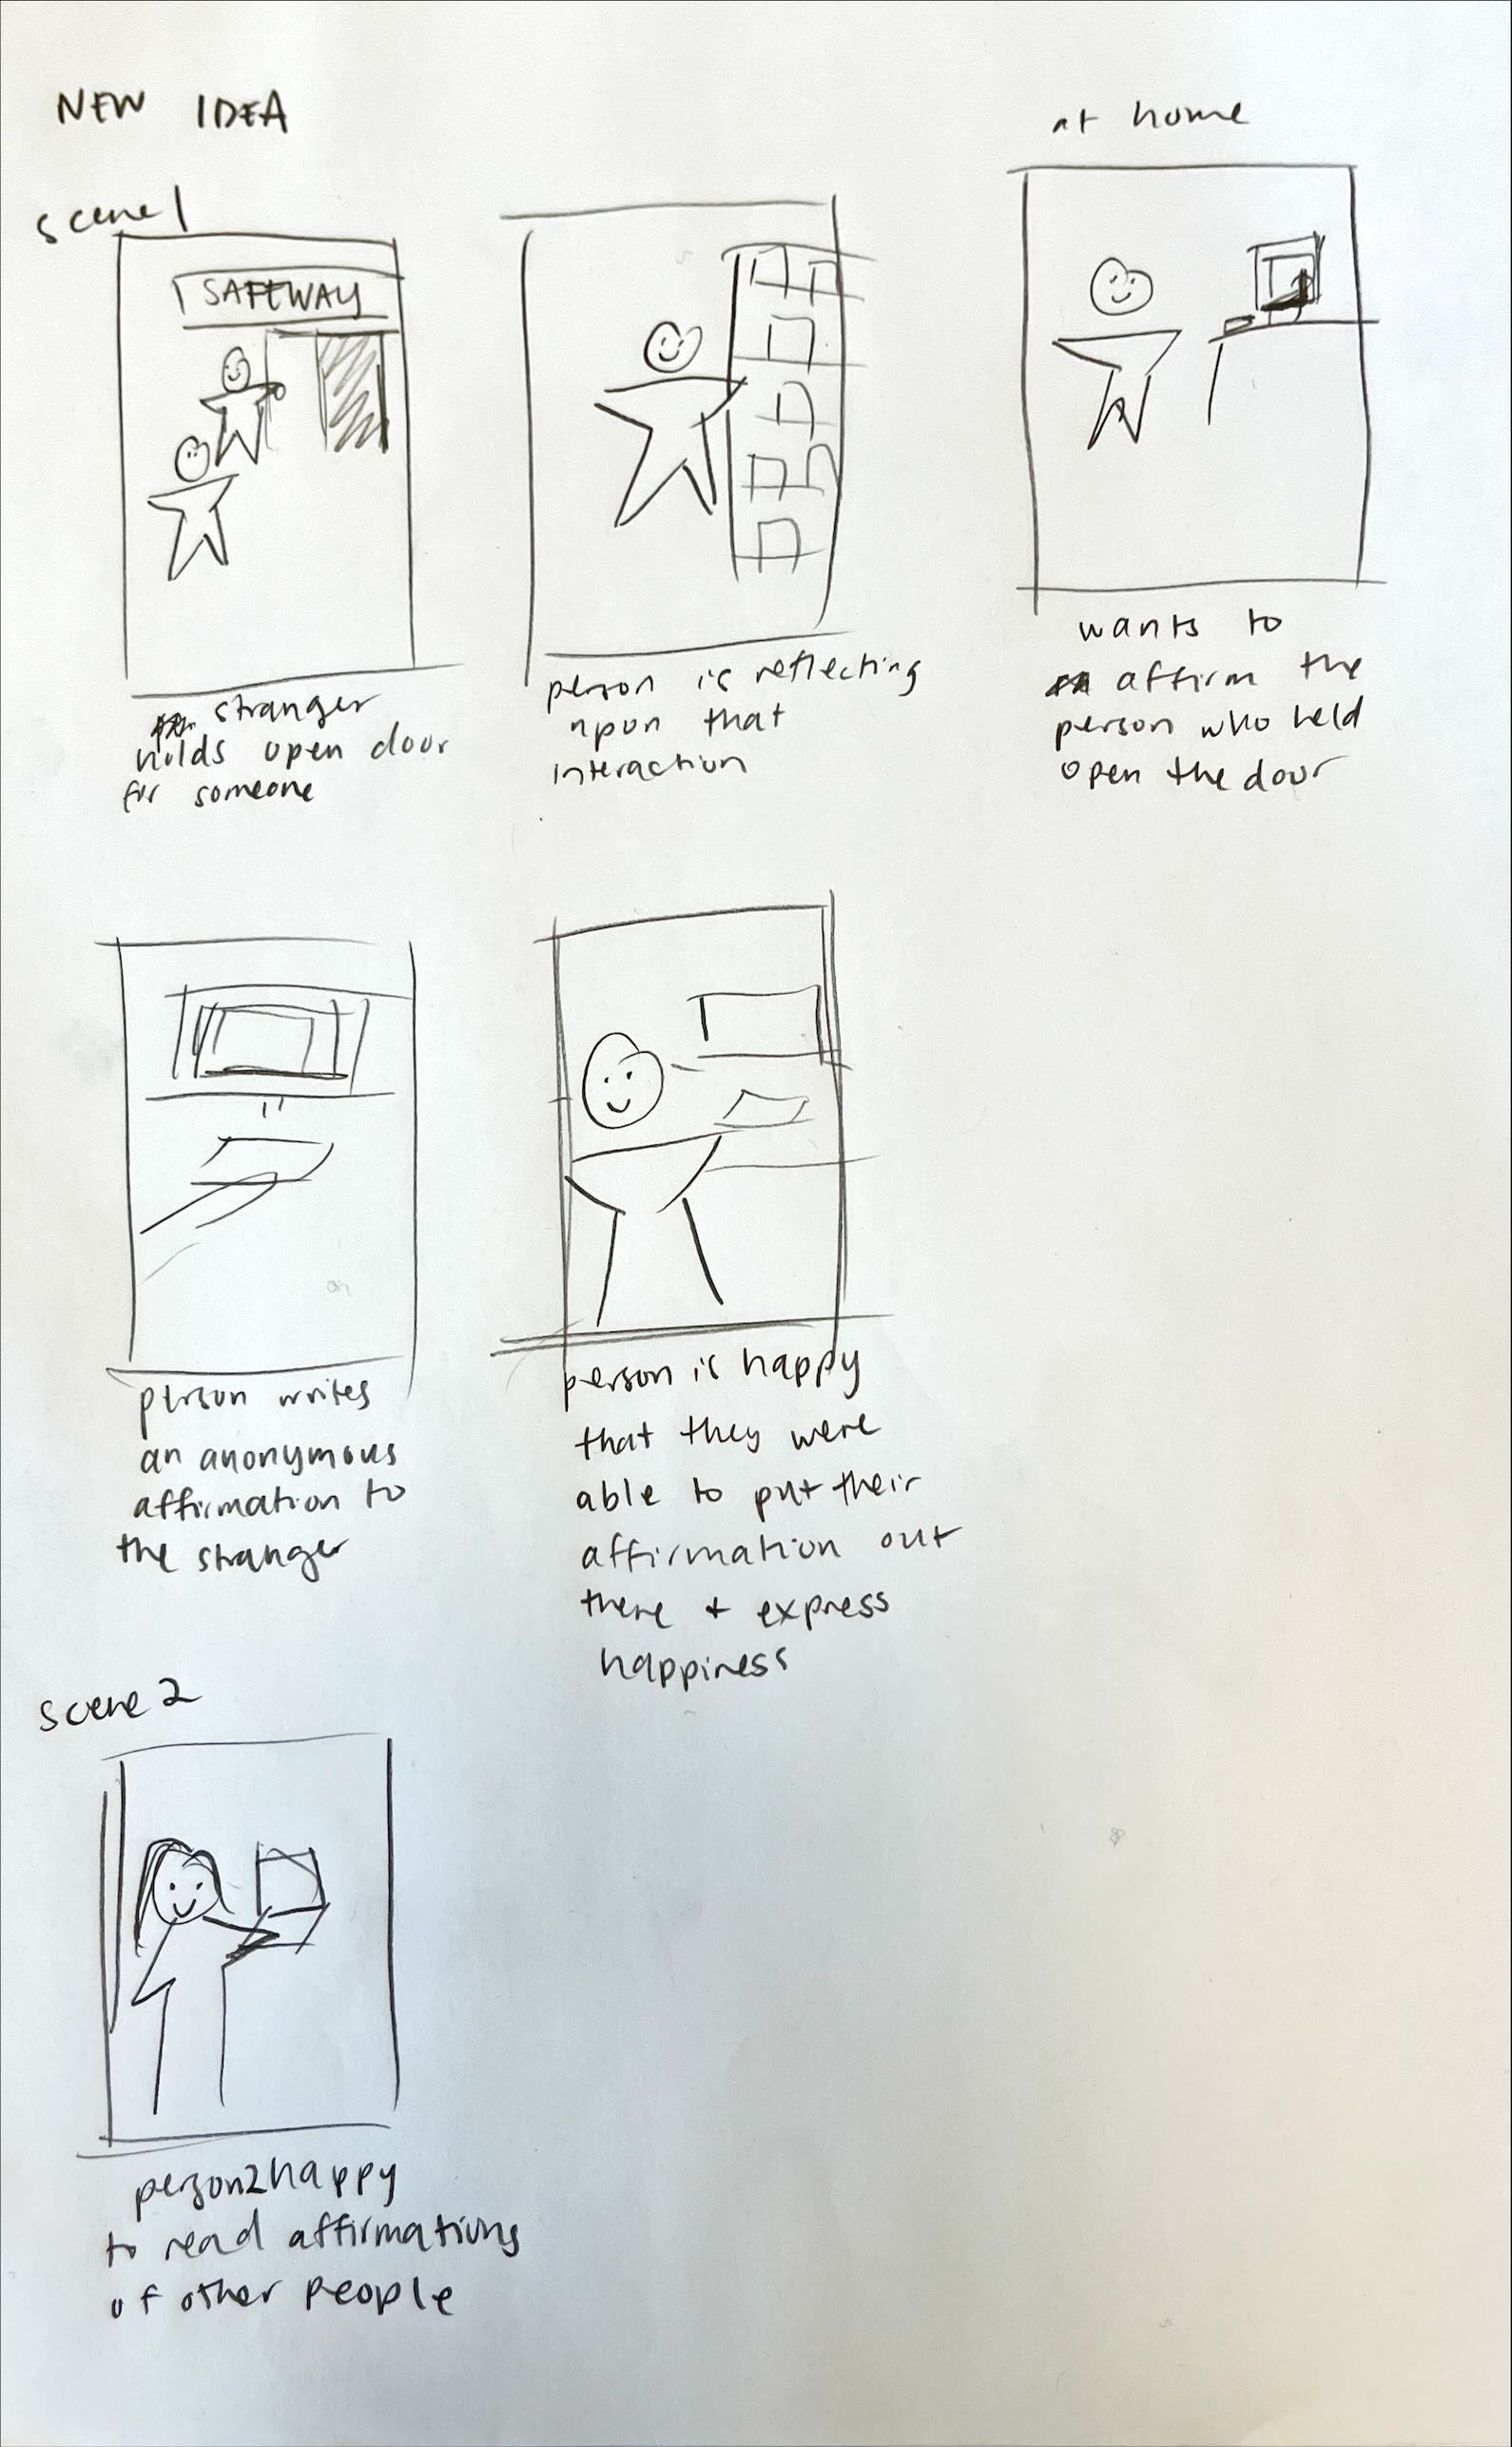 NEW IDEA
scene 1
SAFEWAY
stranger
holds open door
for someone
person is reflecting
upon that
interaction
at home
wants to
affirm the
person who held
open the door
person writes
an anonymous
affirmation to
the stranger
person is happy
that they were
able to put their
affirmation out
there + express
happiness
scene 2
person2 happy
to read affirmations
of other people